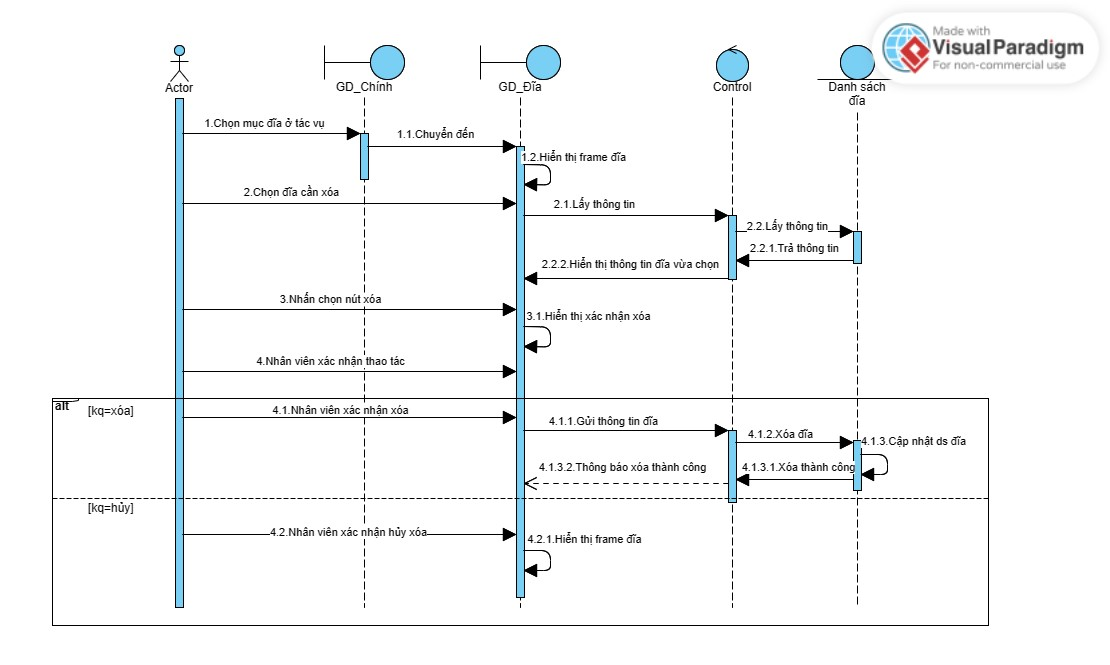 Made with
VisualParadigm
For non-commercial use
Actor
GD_Chính
GD_Đĩa
Control
Danh sách
đĩa
1.Chọn mục đĩa ở tác vụ
1.1.Chuyển đến
1.2.Hiển thị frame đĩa
2.Chọn đĩa cần xóa
2.1.Lấy thông tin
2.2.Lấy thông tin
2.2.1.Trả thông tin
2.2.2.Hiển thị thông tin đĩa vừa chọn
3.Nhấn chọn nút xóa
3.1.Hiển thị xác nhận xóa
4.Nhân viên xác nhận thao tác
alt
[kq=xóa]
4.1.Nhân viên xác nhận xóa
4.1.1.Gửi thông tin đĩa
4.1.2.Xóa đĩa
4.1.3.Cập nhật ds đĩa
4.1.3.1.Xóa thành công
4.1.3.2.Thông báo xóa thành công
[kq=hủy]
4.2.Nhân viên xác nhận hủy xóa
4.2.1.Hiển thị frame đĩa